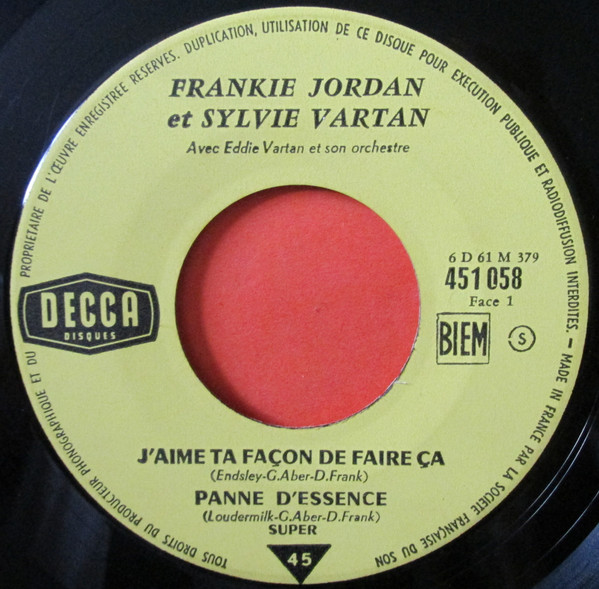 TOUS DROITS DU PRODUCTEUR PHONOGRAPHIQUE ET DU PROPRIETAIRE DE L'ŒUVRE ENREGISTREE RESERVES. DUPLICATION, UTILISATION DE CE DISQUE POUR EXECUTION PUBLIQUE ET RADIODIFFUSION INTERDITES. — MADE IN FRANCE PAR LA SOCIETÉ FRANÇAISE DU SON
FRANKIE JORDAN
et SYLVIE VARTAN
Avec Eddie Vartan et son orchestre
6 D 61 M 379
451 058
Face 1
BIEM S
DECCA
DISQUES
J'AIME TA FAÇON DE FAIRE ÇA
(Endsley-G.Aber-D.Frank)
PANNE D'ESSENCE
(Loudermilk-G.Aber-D.Frank)
SUPER
45